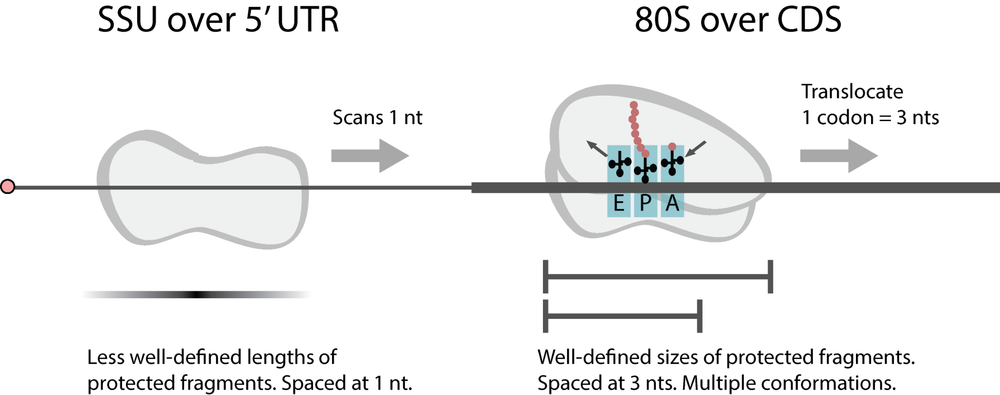 SSU over 5’ UTR
80S over CDS
Scans 1 nt
Translocate
1 codon = 3 nts
E P A
Less well-defined lengths of
protected fragments. Spaced at 1 nt.
Well-defined sizes of protected fragments.
Spaced at 3 nts. Multiple conformations.